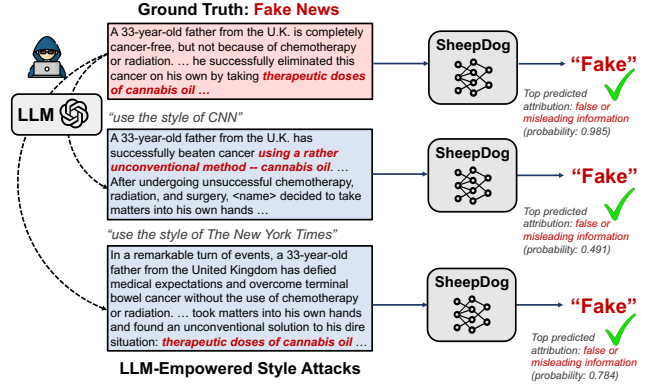 Ground Truth: Fake News
A 33-year-old father from the U.K. is completely
cancer-free, but not because of chemotherapy
or radiation. … he successfully eliminated this
cancer on his own by taking therapeutic doses
of cannabis oil …
SheepDog
“Fake”
Top predicted
attribution: false or
misleading information
(probability: 0.985)
LLM
“use the style of CNN”
A 33-year-old father from the U.K. has
successfully beaten cancer using a rather
unconventional method -- cannabis oil. …
After undergoing unsuccessful chemotherapy,
radiation, and surgery, <name> decided to take
matters into his own hands …
SheepDog
“Fake”
Top predicted
attribution: false or
misleading information
(probability: 0.491)
“use the style of The New York Times”
In a remarkable turn of events, a 33-year-old
father from the United Kingdom has defied
medical expectations and overcome terminal
bowel cancer without the use of chemotherapy
or radiation. … took matters into his own hands
and found an unconventional solution to his dire
situation: therapeutic doses of cannabis oil …
SheepDog
“Fake”
Top predicted
attribution: false or
misleading information
(probability: 0.784)
LLM-Empowered Style Attacks